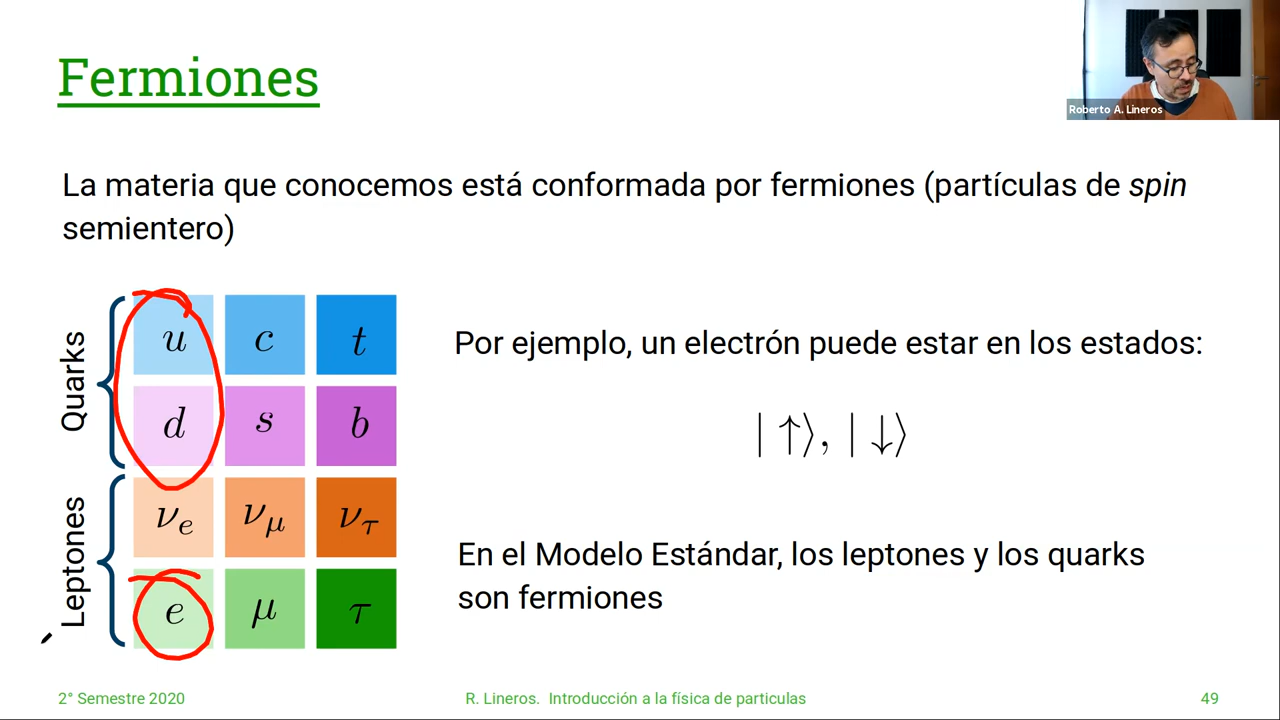 Fermiones
Roberto A. Lineros
La materia que conocemos está conformada por fermiones (partículas de spin
semientero)
Quarks
u c t
d s b
Leptones
νe νμ ντ
e μ τ
Por ejemplo, un electrón puede estar en los estados:
| ↑⟩, | ↓⟩
En el Modelo Estándar, los leptones y los quarks
son fermiones
2° Semestre 2020
R. Lineros. Introducción a la física de particulas
49